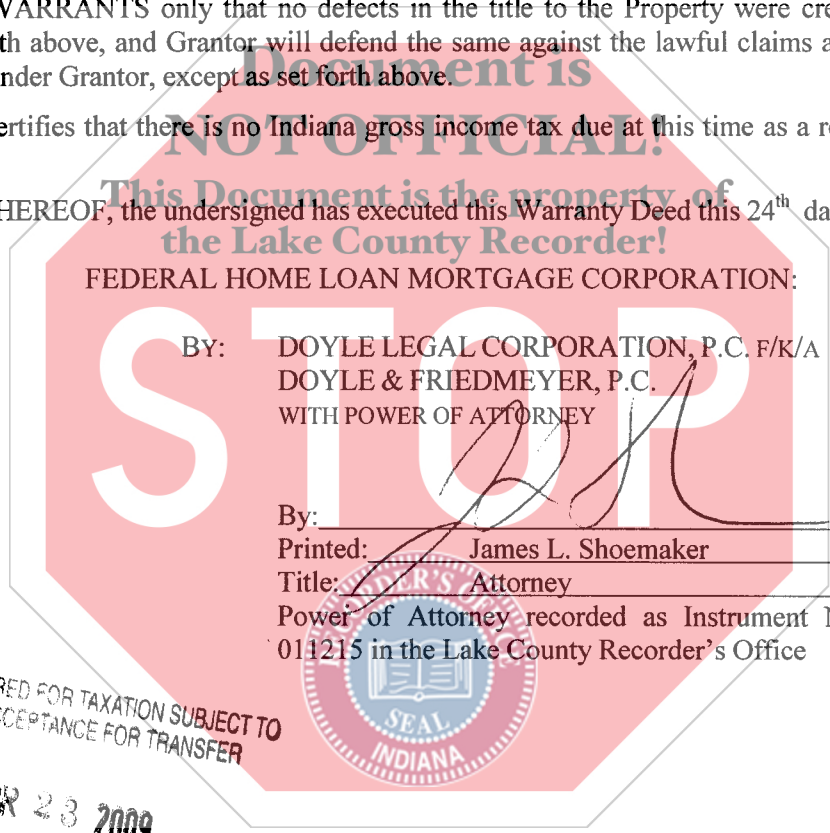 WARRANTS only that no defects in the title to the Property were cre
th above, and Grantor will defend the same against the lawful claims a
nder Grantor, except as set forth above.
Document is
NOT OFFICIAL!
ertifies that there is no Indiana gross income tax due at this time as a re
This Document is the property of
the Lake County Recorder!
HEREOF, the undersigned has executed this Warranty Deed this 24th da
FEDERAL HOME LOAN MORTGAGE CORPORATION:
STOP
BY: DOYLE LEGAL CORPORATION, P.C. F/K/A
DOYLE & FRIEDMEYER, P.C.
WITH POWER OF ATTORNEY
By:
Printed: James L. Shoemaker
Title: Attorney
Power of Attorney recorded as Instrument N
011215 in the Lake County Recorder's Office
RECORDER'S OFFICE
SEAL
INDIANA
RED FOR TAXATION SUBJECT TO
CCEPTANCE FOR TRANSFER
R 23 2009